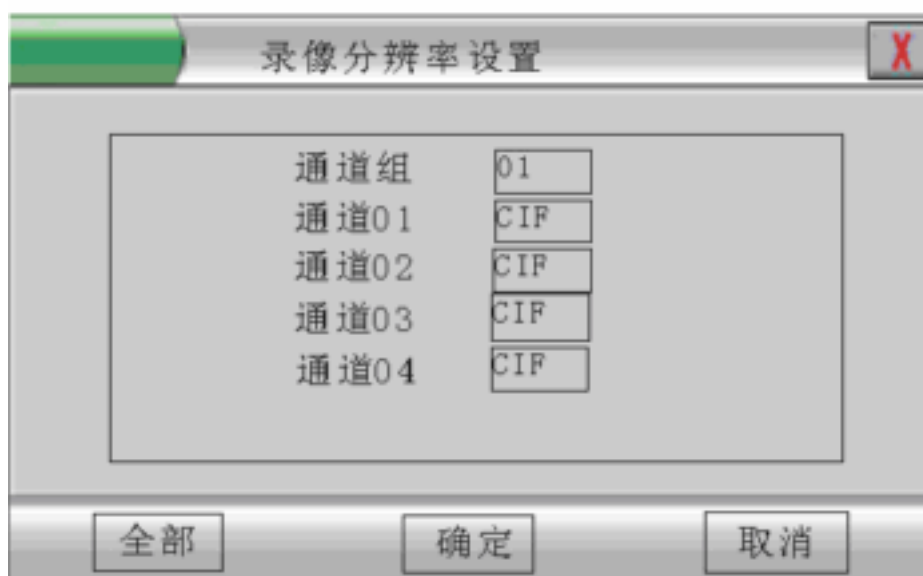 录像分辨率设置 X
通道组 01
通道01 CIF
通道02 CIF
通道03 CIF
通道04 CIF
全部 确定 取消